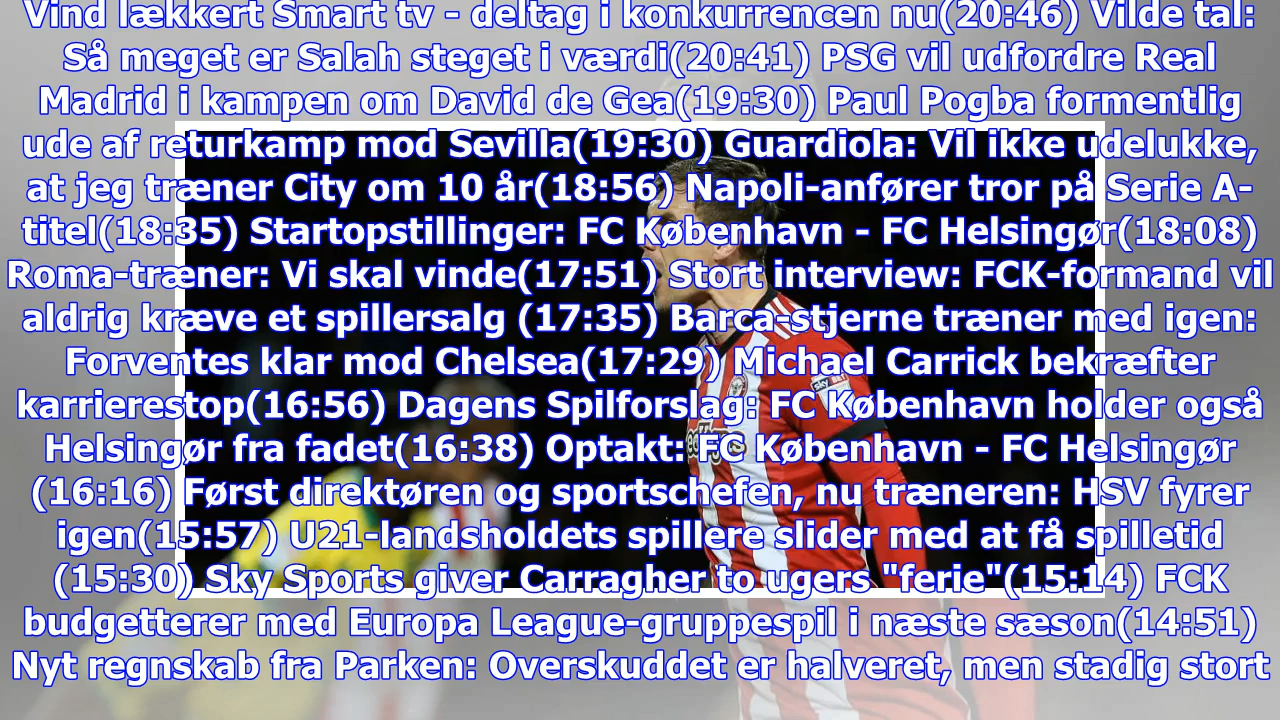 Vind lækkert Smart tv - deltag i konkurrencen nu(20:46) Vilde tal:
Så meget er Salah steget i værdi(20:41) PSG vil udfordre Real
Madrid i kampen om David de Gea(19:30) Paul Pogba formentlig
ude af returkamp mod Sevilla(19:30) Guardiola: Vil ikke udelukke,
at jeg træner City om 10 år(18:56) Napoli-anfører tror på Serie A-
titel(18:35) Startopstillinger: FC København - FC Helsingør(18:08)
Roma-træner: Vi skal vinde(17:51) Stort interview: FCK-formand vil
aldrig kræve et spillersalg (17:35) Barca-stjerne træner med igen:
Forventes klar mod Chelsea(17:29) Michael Carrick bekræfter
karrierestop(16:56) Dagens Spilforslag: FC København holder også
Helsingør fra fadet(16:38) Optakt: FC København - FC Helsingør
(16:16) Først direktøren og sportschefen, nu træneren: HSV fyrer
igen(15:57) U21-landsholdets spillere slider med at få spilletid
(15:30) Sky Sports giver Carragher to ugers "ferie"(15:14) FCK
budgetterer med Europa League-gruppespil i næste sæson(14:51)
Nyt regnskab fra Parken: Overskuddet er halveret, men stadig stort
sky BET